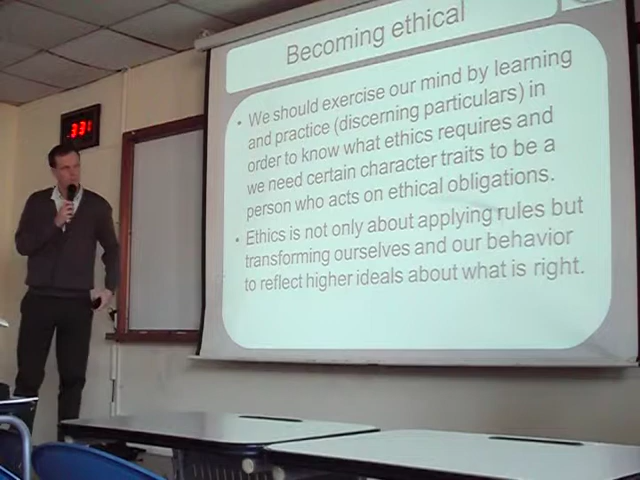 3:31
Becoming ethical
• We should exercise our mind by learning
and practice (discerning particulars) in
order to know what ethics requires and
we need certain character traits to be a
person who acts on ethical obligations.
• Ethics is not only about applying rules but
transforming ourselves and our behavior
to reflect higher ideals about what is right.